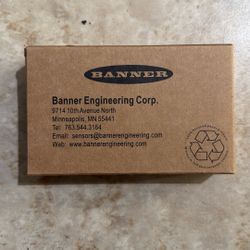 BANNER
Banner Engineering Corp.
9714 10th Avenue North
Minneapolis, MN 55441
Tel: 763.544.3164
Email: sensors@bannerengineering.com
Web: www.bannerengineering.com